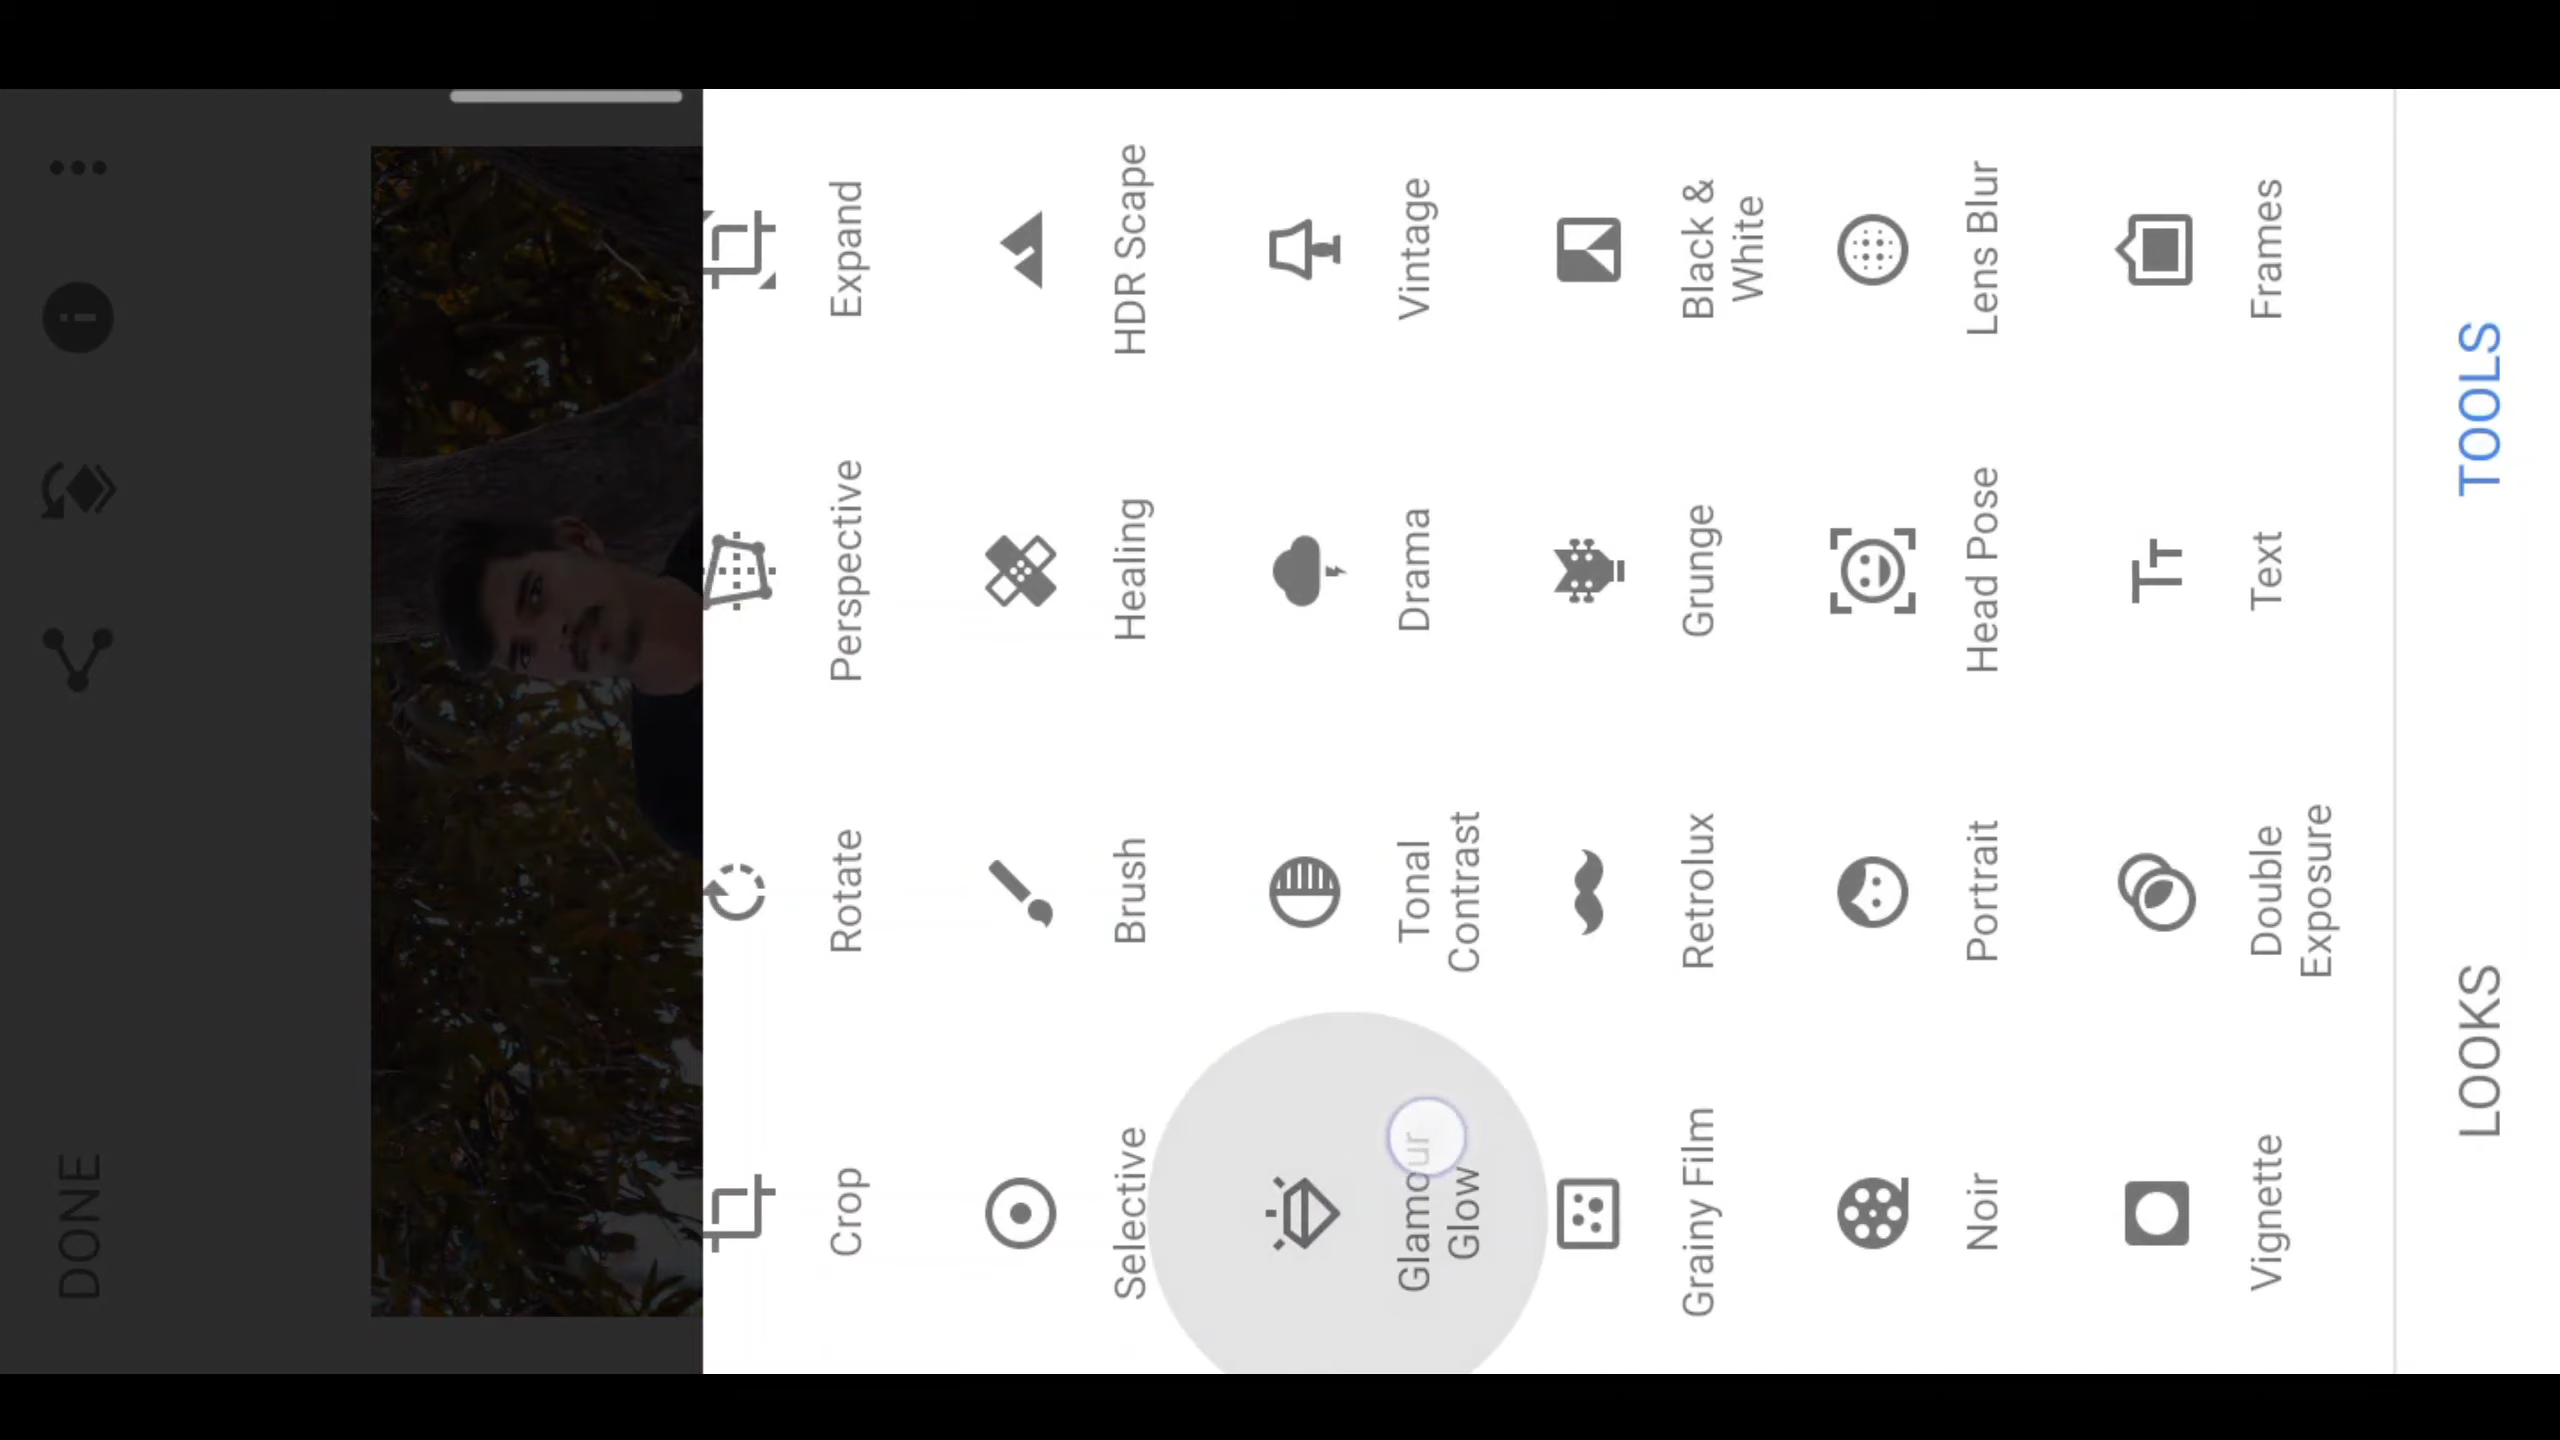 DONE
Crop
Rotate
Perspective
Expand
Selective
Brush
Healing
HDR Scape
Glamour
Glow
Tonal
Contrast
Drama
Vintage
Grainy Film
Retrolux
Grunge
Black &
White
Noir
Portrait
Head Pose
Lens Blur
Vignette
Double
Exposure
Text
Frames
LOOKS
TOOLS